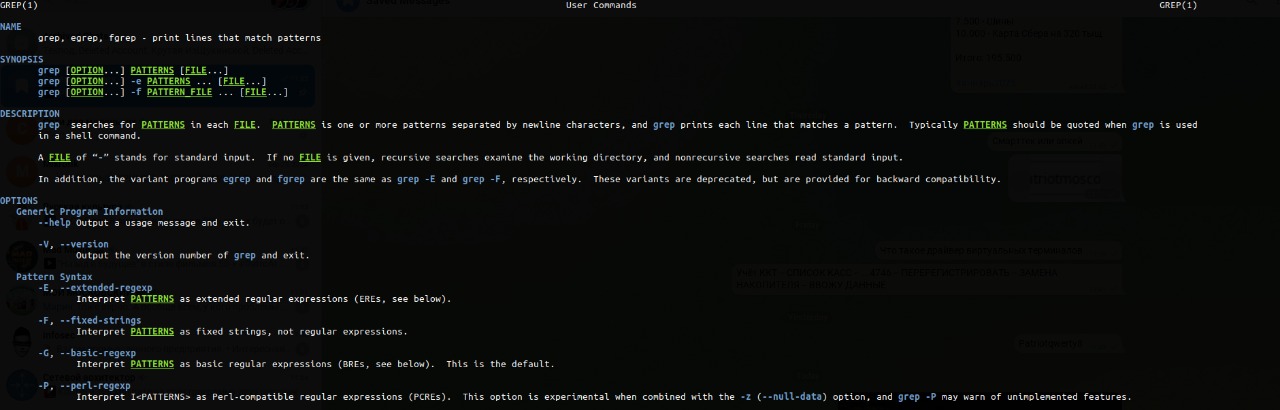 GREP(1) User Commands GREP(1)
NAME
grep, egrep, fgrep - print lines that match patterns
SYNOPSIS
grep [OPTION...] PATTERNS [FILE...]
grep [OPTION...] -e PATTERNS ... [FILE...]
grep [OPTION...] -f PATTERN_FILE ... [FILE...]
DESCRIPTION
grep searches for PATTERNS in each FILE. PATTERNS is one or more patterns separated by newline characters, and grep prints each line that matches a pattern. Typically PATTERNS should be quoted when grep is used
in a shell command.
A FILE of “-” stands for standard input. If no FILE is given, recursive searches examine the working directory, and nonrecursive searches read standard input.
In addition, the variant programs egrep and fgrep are the same as grep -E and grep -F, respectively. These variants are deprecated, but are provided for backward compatibility.
OPTIONS
Generic Program Information
--help Output a usage message and exit.
-V, --version
Output the version number of grep and exit.
Pattern Syntax
-E, --extended-regexp
Interpret PATTERNS as extended regular expressions (EREs, see below).
-F, --fixed-strings
Interpret PATTERNS as fixed strings, not regular expressions.
-G, --basic-regexp
Interpret PATTERNS as basic regular expressions (BREs, see below). This is the default.
-P, --perl-regexp
Interpret I<PATTERNS> as Perl-compatible regular expressions (PCREs). This option is experimental when combined with the -z (--null-data) option, and grep -P may warn of unimplemented features.